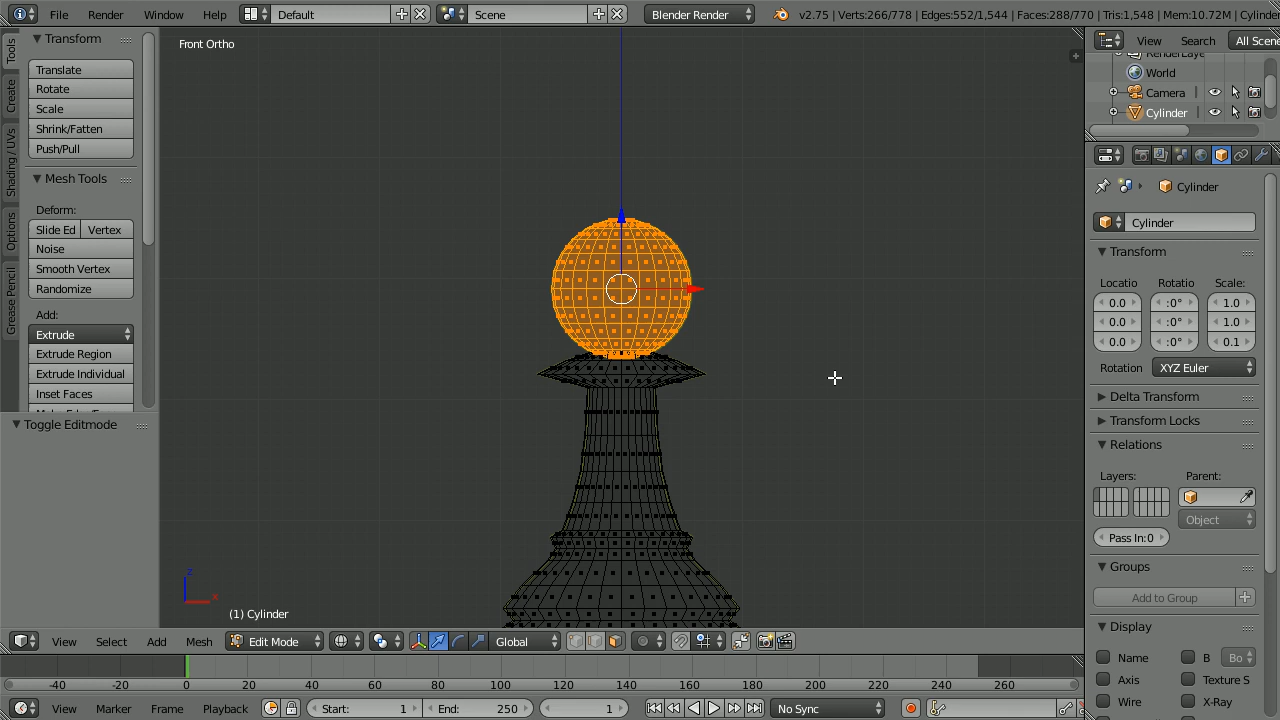 File Render Window Help Default Scene Blender Render v2.75 | Verts:266/778 | Edges:552/1,544 | Faces:288/770 | Tris:1,548 | Mem:10.72M | Cylinde
Tools
Create
Shading / UVs
Options
Grease Pencil
Transform
Translate
Rotate
Scale
Shrink/Fatten
Push/Pull
Mesh Tools
Deform:
Slide Ed Vertex
Noise
Smooth Vertex
Randomize
Add:
Extrude
Extrude Region
Extrude Individual
Inset Faces
Toggle Editmode
Front Ortho
z
x
(1) Cylinder
View Select Add Mesh Edit Mode Global
-40 -20 0 20 40 60 80 100 120 140 160 180 200 220 240 260
View Marker Frame Playback Start: 1 End: 250 1 No Sync
View Search All Scen
RenderLaye
World
Camera
Cylinder
Cylinder
Cylinder
Transform
Locatio Rotatio Scale:
0.0 :0° 1.0
0.0 :0° 1.0
0.0 :0° 0.1
Rotation XYZ Euler
Delta Transform
Transform Locks
Relations
Layers: Parent:
Object
Pass In:0
Groups
Add to Group
Display
Name B Bo
Axis Texture S
Wire X-Ray